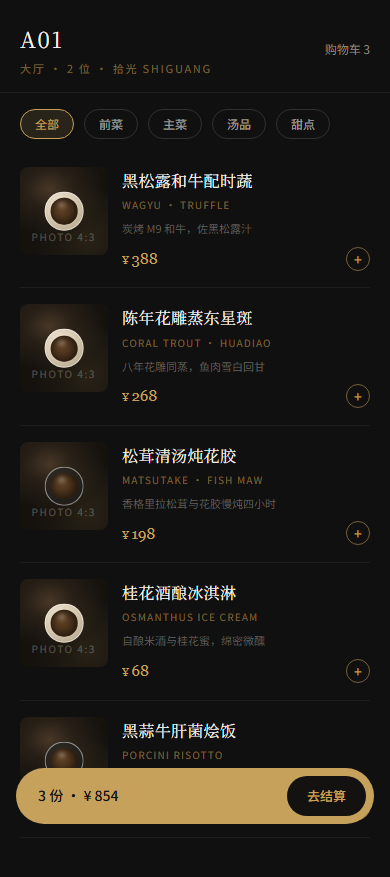 A01
大厅 · 2 位 · 拾光 SHIGUANG
购物车 3
全部 前菜 主菜 汤品 甜点
PHOTO 4:3
黑松露和牛配时蔬
WAGYU · TRUFFLE
炭烤 M9 和牛，佐黑松露汁
¥388
+
PHOTO 4:3
陈年花雕蒸东星斑
CORAL TROUT · HUADIAO
八年花雕同蒸，鱼肉雪白回甘
¥268
+
PHOTO 4:3
松茸清汤炖花胶
MATSUTAKE · FISH MAW
香格里拉松茸与花胶慢炖四小时
¥198
+
PHOTO 4:3
桂花酒酿冰淇淋
OSMANTHUS ICE CREAM
自酿米酒与桂花蜜，绵密微醺
¥68
+
黑蒜牛肝菌烩饭
PORCINI RISOTTO
3 份 · ¥ 854
去结算